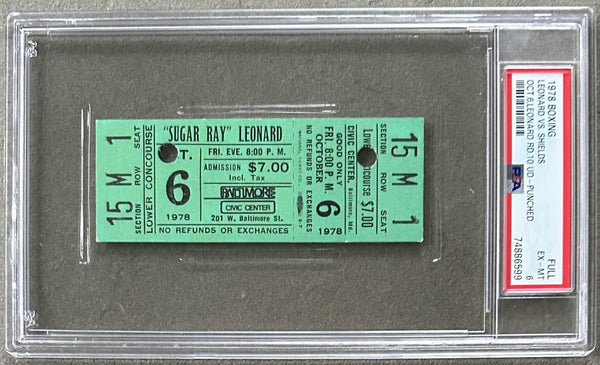 15 M 1
SECTION ROW SEAT
LOWER CONCOURSE
"SUGAR RAY" LEONARD
T. FRI. EVE. 8:00 P. M.
6
1978
ADMISSION $7.00
Incl. Tax
BALTIMORE
CIVIC CENTER
201 W. Baltimore St.
NO REFUNDS OR EXCHANGES
NO REFUNDS OR EXCHANGES
FRI. 8:00 P. M.
OCTOBER 6 1978
GOOD ONLY
CIVIC CENTER, Baltimore, Md.
Lower course $7.00
SECTION ROW SEAT
15 M 1
1978 BOXING
LEONARD VS. SHIELDS
OCT 6.LEONARD RD.10 UD-PUNCHED
PSA
FULL
EX-MT 6
74886599